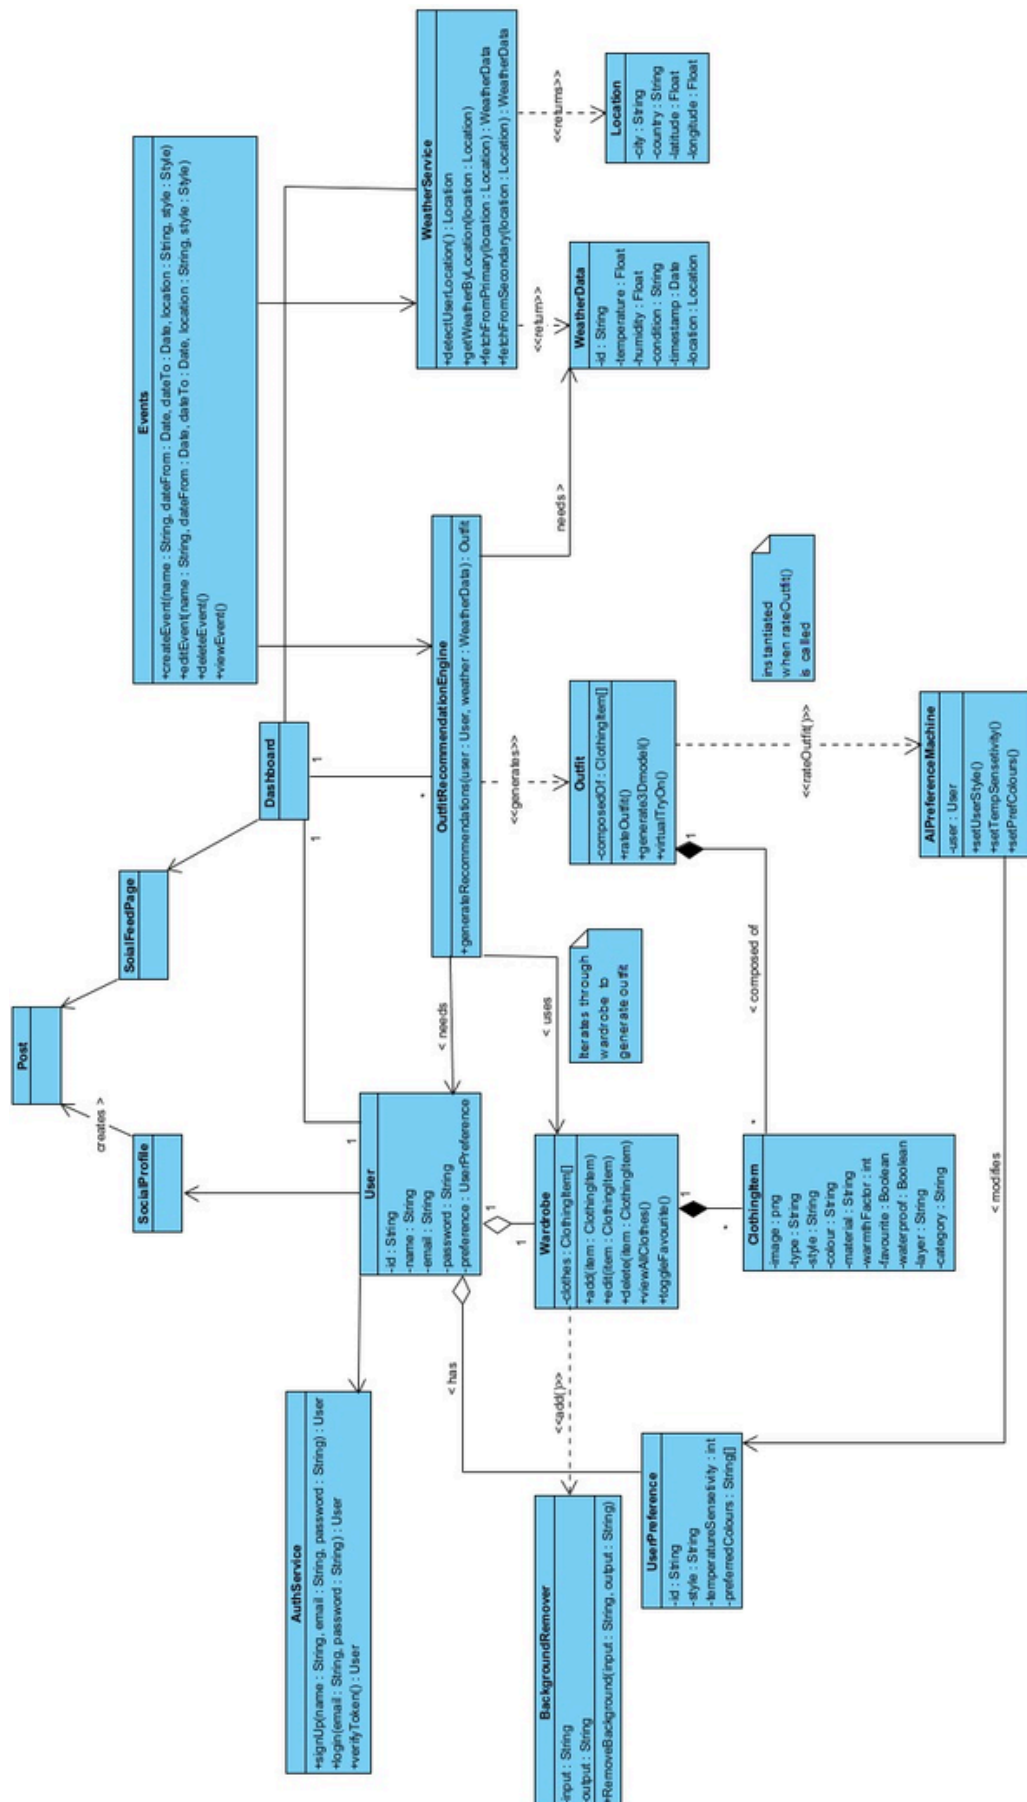 Post
creates >
SocialProfile
SoialFeedPage
Dashboard
1
1
*
1
Events
+createEvent(name : String, dateFrom : Date, dateTo : Date, location : String, style : Style)
+editEvent(name : String, dateFrom : Date, dateTo : Date, location : String, style : Style)
+deleteEvent()
+viewEvent()
AuthService
+signUp(name : String, email : String, password : String) : User
+login(email : String, password : String) : User
+verifyToken() : User
User
-id : String
-name : String
-email : String
-password : String
-preference : UserPreference
< needs
OutfitRecommendationEngine
+generateRecommendations(user : User, weather : WeatherData) : Outfit
WeatherService
+detectUserLocation() : Location
+getWeatherByLocation(location : Location)
+fetchFromPrimary(location : Location) : WeatherData
+fetchFromSecondary(location : Location) : WeatherData
< has
1
1
< uses
<<generates>>
needs >
<<return>>
<<returns>>
BackgroundRemover
-input : String
-output : String
+RemoveBackground(input : String, output : String)
<<add()>>
Wardrobe
-clothes : ClothingItem[]
+add(item : ClothingItem)
+edit(item : ClothingItem)
+delete(item : ClothingItem)
+viewAllClothes()
+toggleFavourite()
Iterates through
wardrobe to
generate outfit
Outfit
-composedOf : ClothingItem[]
+rateOutfit()
+generate3Dmodel()
+virtualTryOn()
WeatherData
-id : String
-temperature : Float
-humidity : Float
-condition : String
-timestamp : Date
-location : Location
Location
-city : String
-country : String
-latitude : Float
-longitude : Float
UserPreference
-id : String
-style : String
-temperatureSensetivity : int
-preferredColours : String[]
1
*
1
*
< composed of
<<rateOutfit()>>
instantiated
when rateOutfit()
is called
ClothingItem
-image : png
-type : String
-style : String
-colour : String
-material : String
-warmthFactor : int
-favourite : Boolean
-waterproof : Boolean
-layer : String
-category : String
< modifies
AIPreferenceMachine
-user : User
+setUserStyle()
+setTempSensetivity()
+setPrefColours()